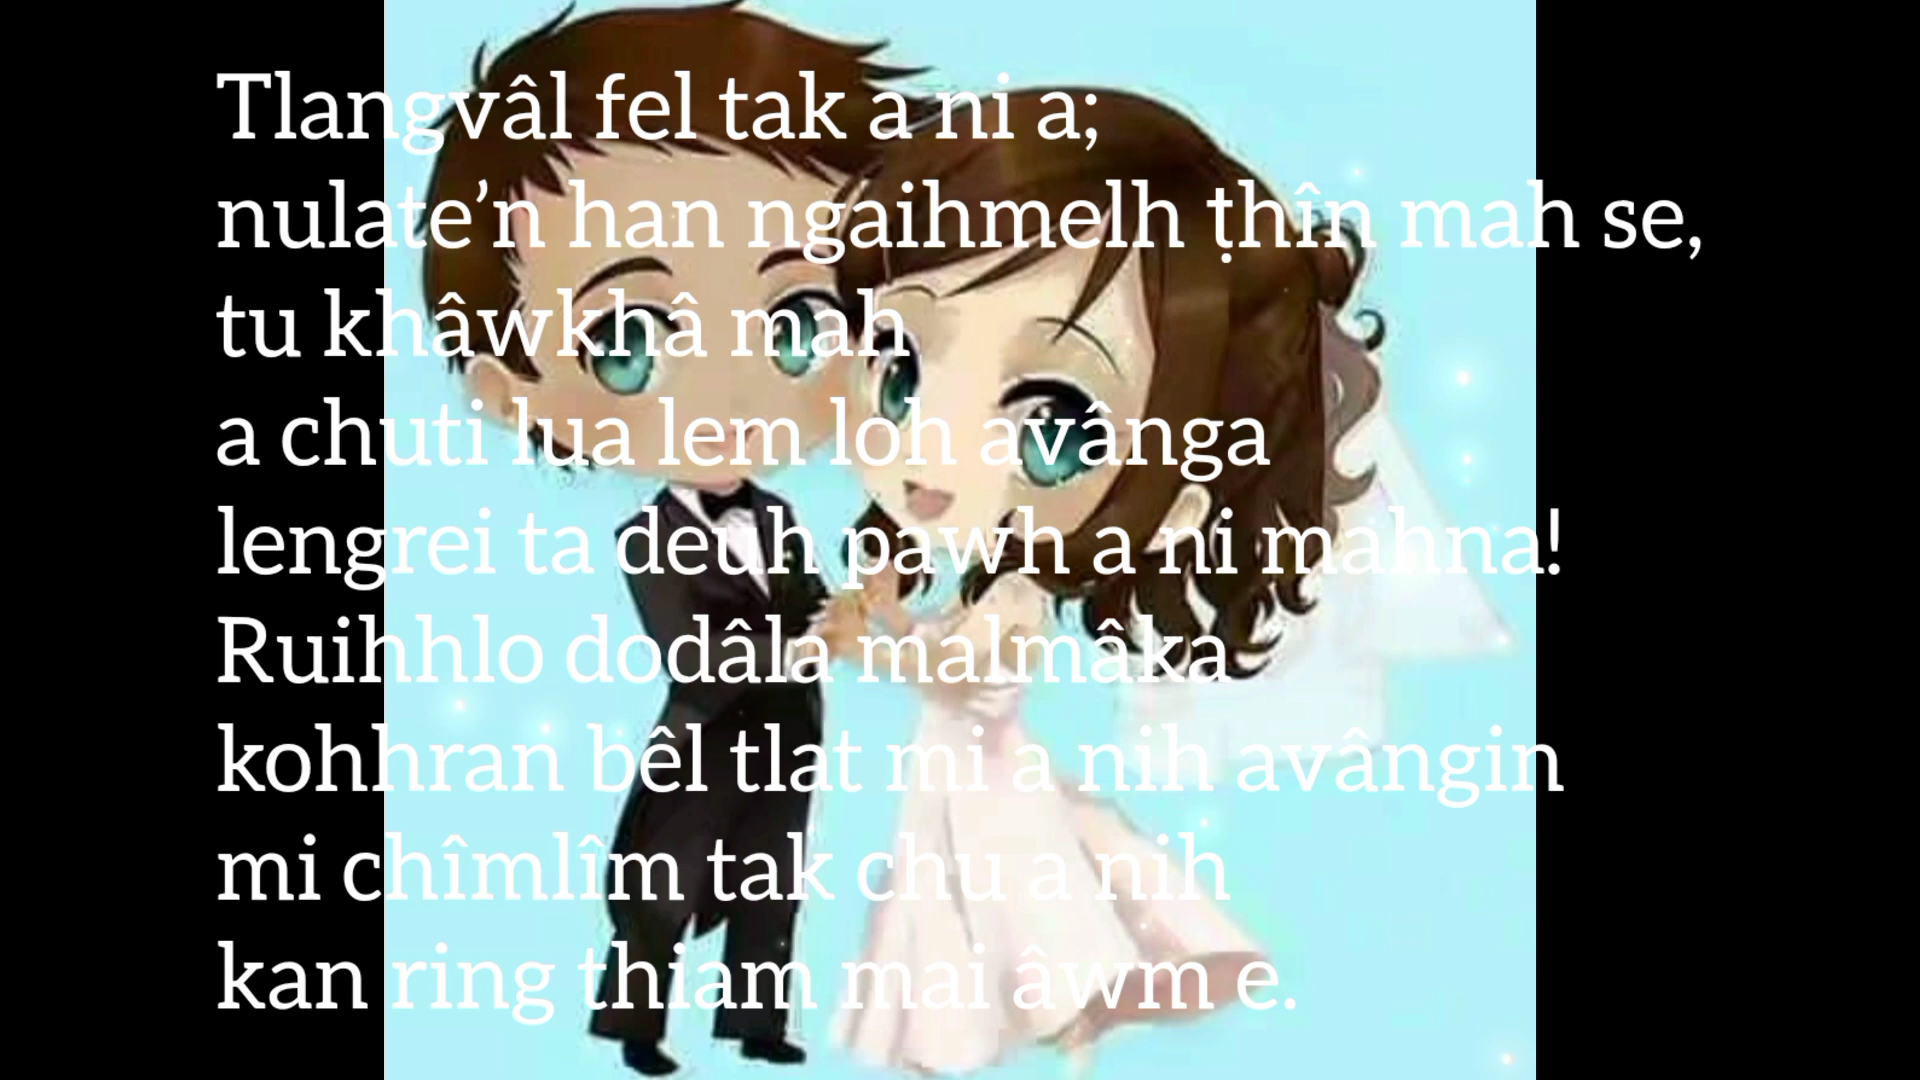 Tlangvâl fel tak a ni a;
nulate’n han ngaihmelh ṭhîn mah se,
tu khâwkhâ mah
a chuti lua lem loh avânga
lengrei ta deuh pawh a ni mahna!
Ruihhlo dodâla malmâka
kohhran bêl tlat mi a nih avângin
mi chîmlîm tak chu a nih
kan ring thiam mai âwm e.